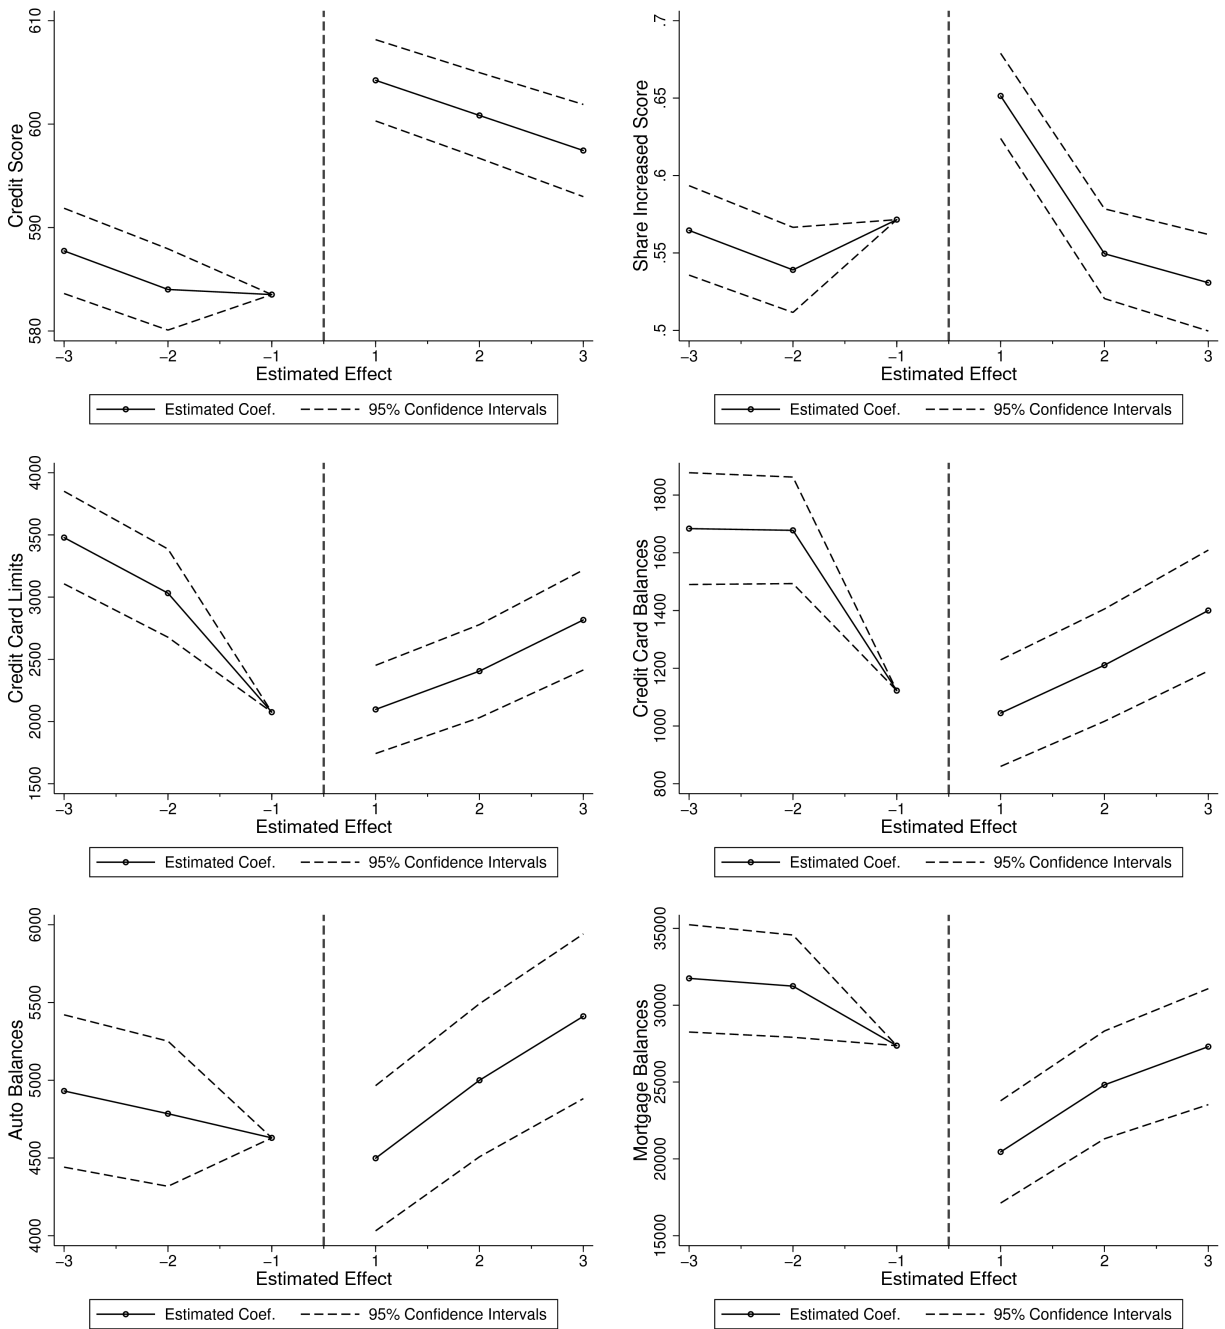 Credit Score
580 590 600 610
−3 −2 −1 1 2 3
Estimated Effect
Estimated Coef. 95% Confidence Intervals
Share Increased Score
.5 .55 .6 .65 .7
−3 −2 −1 1 2 3
Estimated Effect
Estimated Coef. 95% Confidence Intervals
Credit Card Limits
1500 2000 2500 3000 3500 4000
−3 −2 −1 1 2 3
Estimated Effect
Estimated Coef. 95% Confidence Intervals
Credit Card Balances
800 1000 1200 1400 1600 1800
−3 −2 −1 1 2 3
Estimated Effect
Estimated Coef. 95% Confidence Intervals
Auto Balances
4000 4500 5000 5500 6000
−3 −2 −1 1 2 3
Estimated Effect
Estimated Coef. 95% Confidence Intervals
Mortgage Balances
15000 20000 25000 30000 35000
−3 −2 −1 1 2 3
Estimated Effect
Estimated Coef. 95% Confidence Intervals